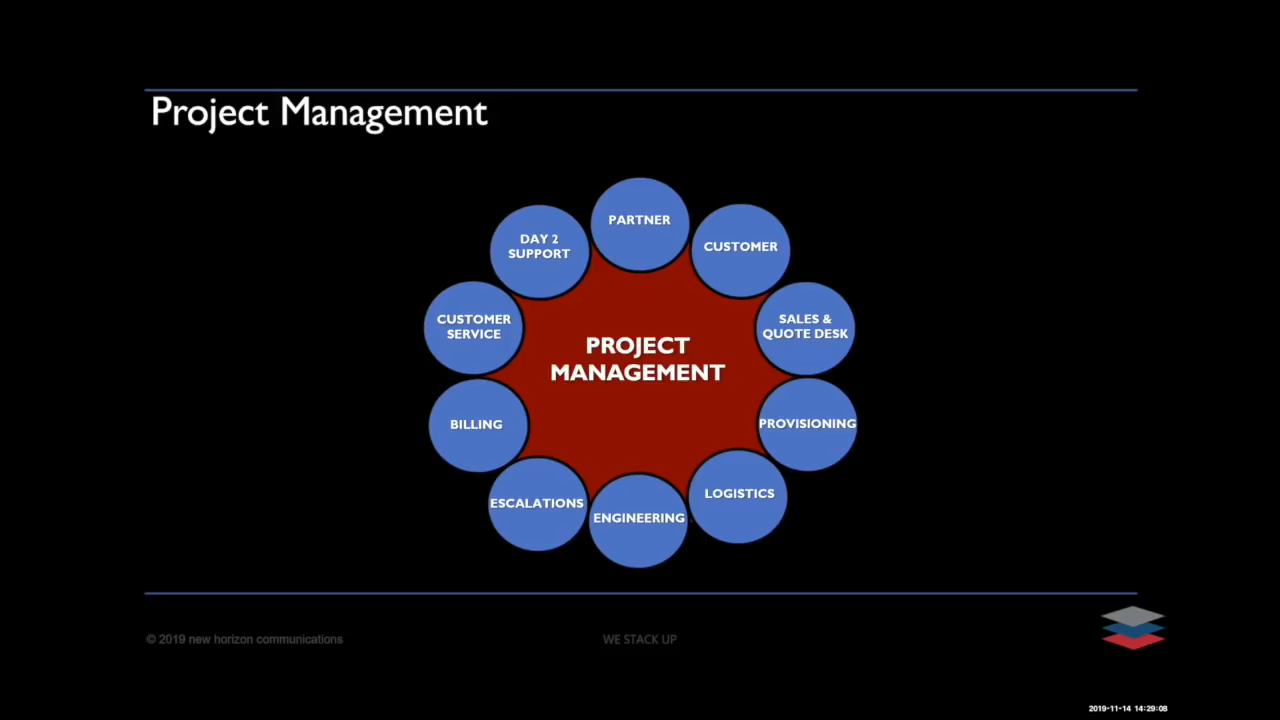 Project Management
PARTNER
CUSTOMER
SALES &
QUOTE DESK
PROVISIONING
LOGISTICS
ENGINEERING
ESCALATIONS
BILLING
CUSTOMER
SERVICE
DAY 2
SUPPORT
PROJECT
MANAGEMENT
© 2019 new horizon communications
WE STACK UP
2019-11-14 14:29:08